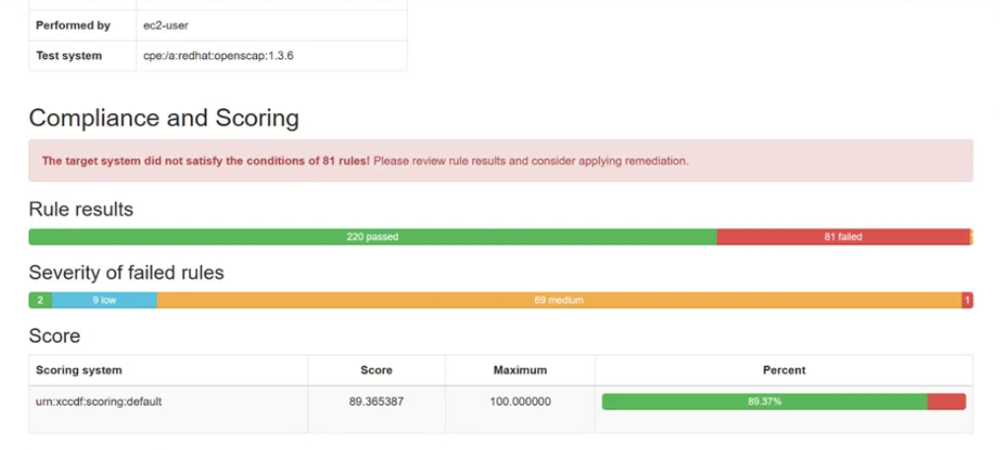 Performed by ec2-user
Test system cpe:/a:redhat:openscap:1.3.6
Compliance and Scoring
The target system did not satisfy the conditions of 81 rules! Please review rule results and consider applying remediation.
Rule results
220 passed 81 failed
Severity of failed rules
2 9 low 69 medium 1
Score
Scoring system Score Maximum Percent
urn:xccdf:scoring:default 89.365387 100.000000 89.37%